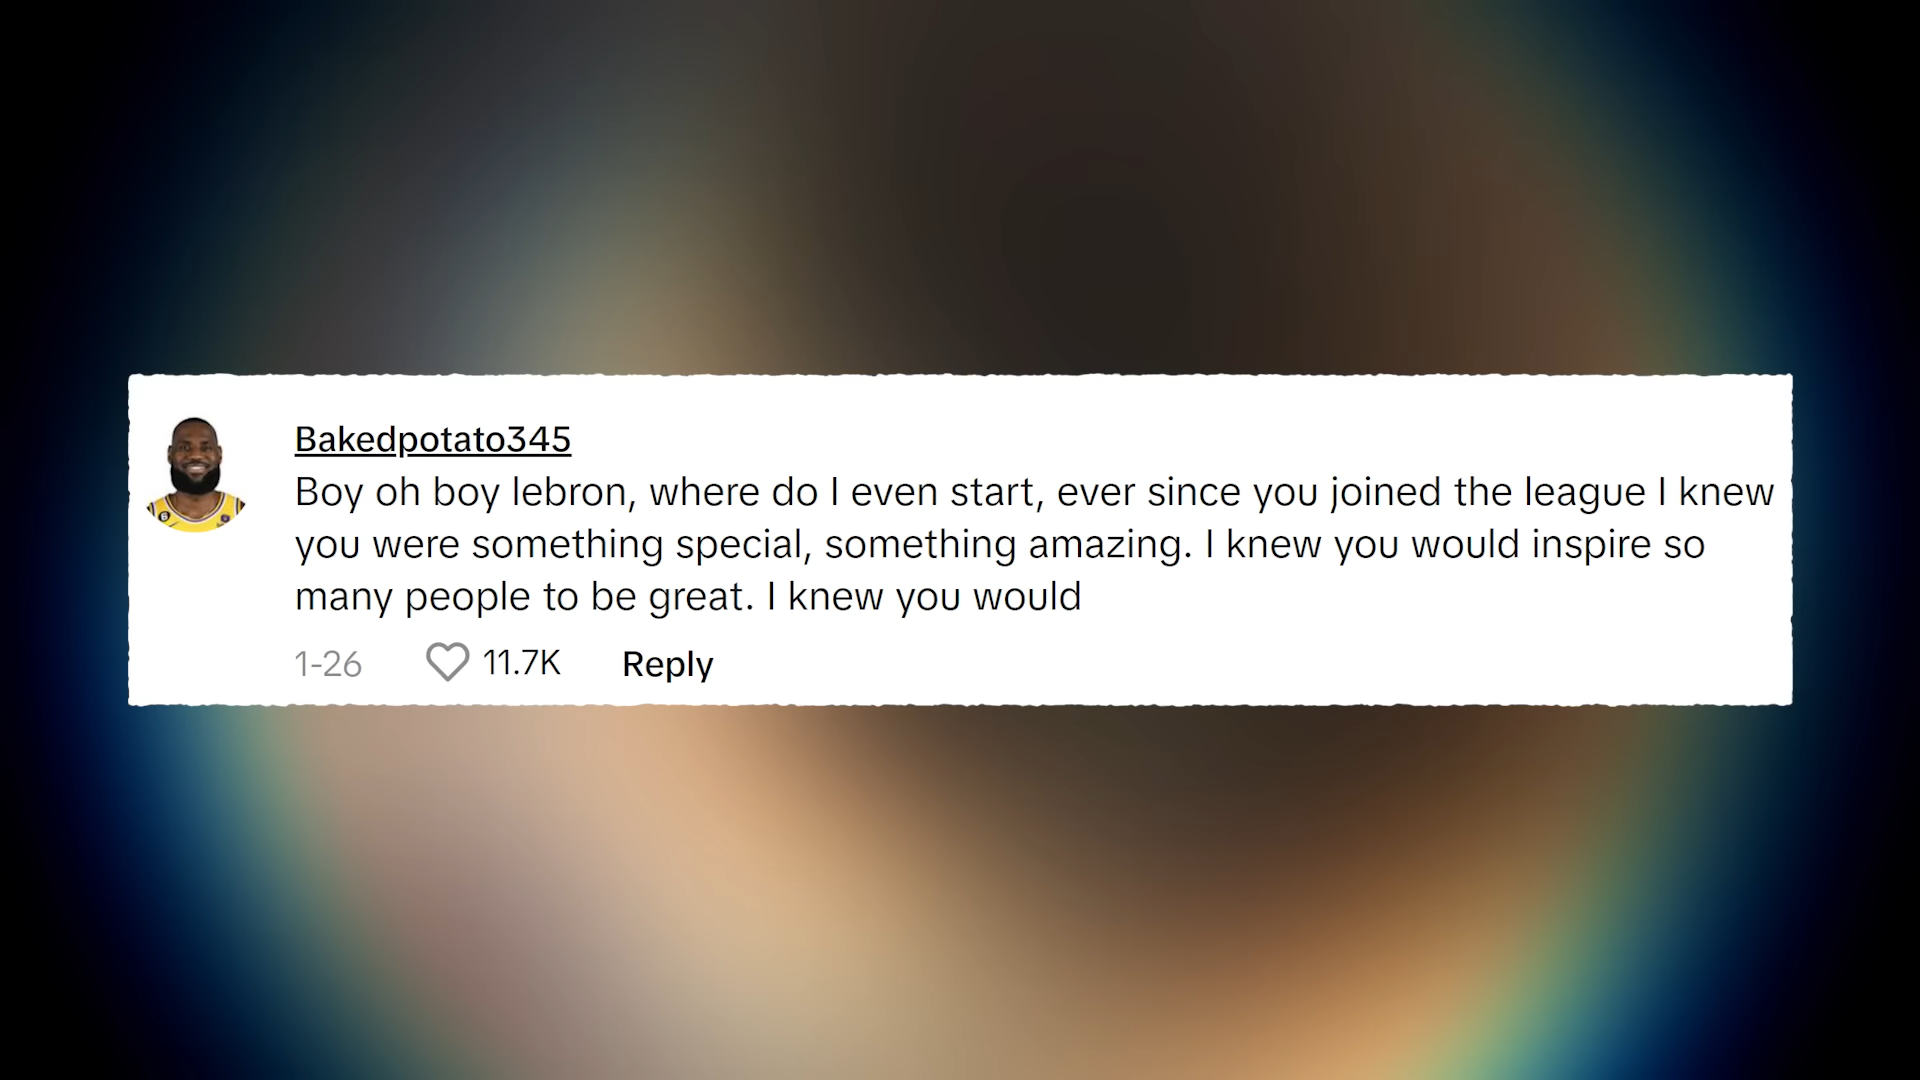 Bakedpotato345
Boy oh boy lebron, where do I even start, ever since you joined the league I knew
you were something special, something amazing. I knew you would inspire so
many people to be great. I knew you would
1-26 11.7K Reply